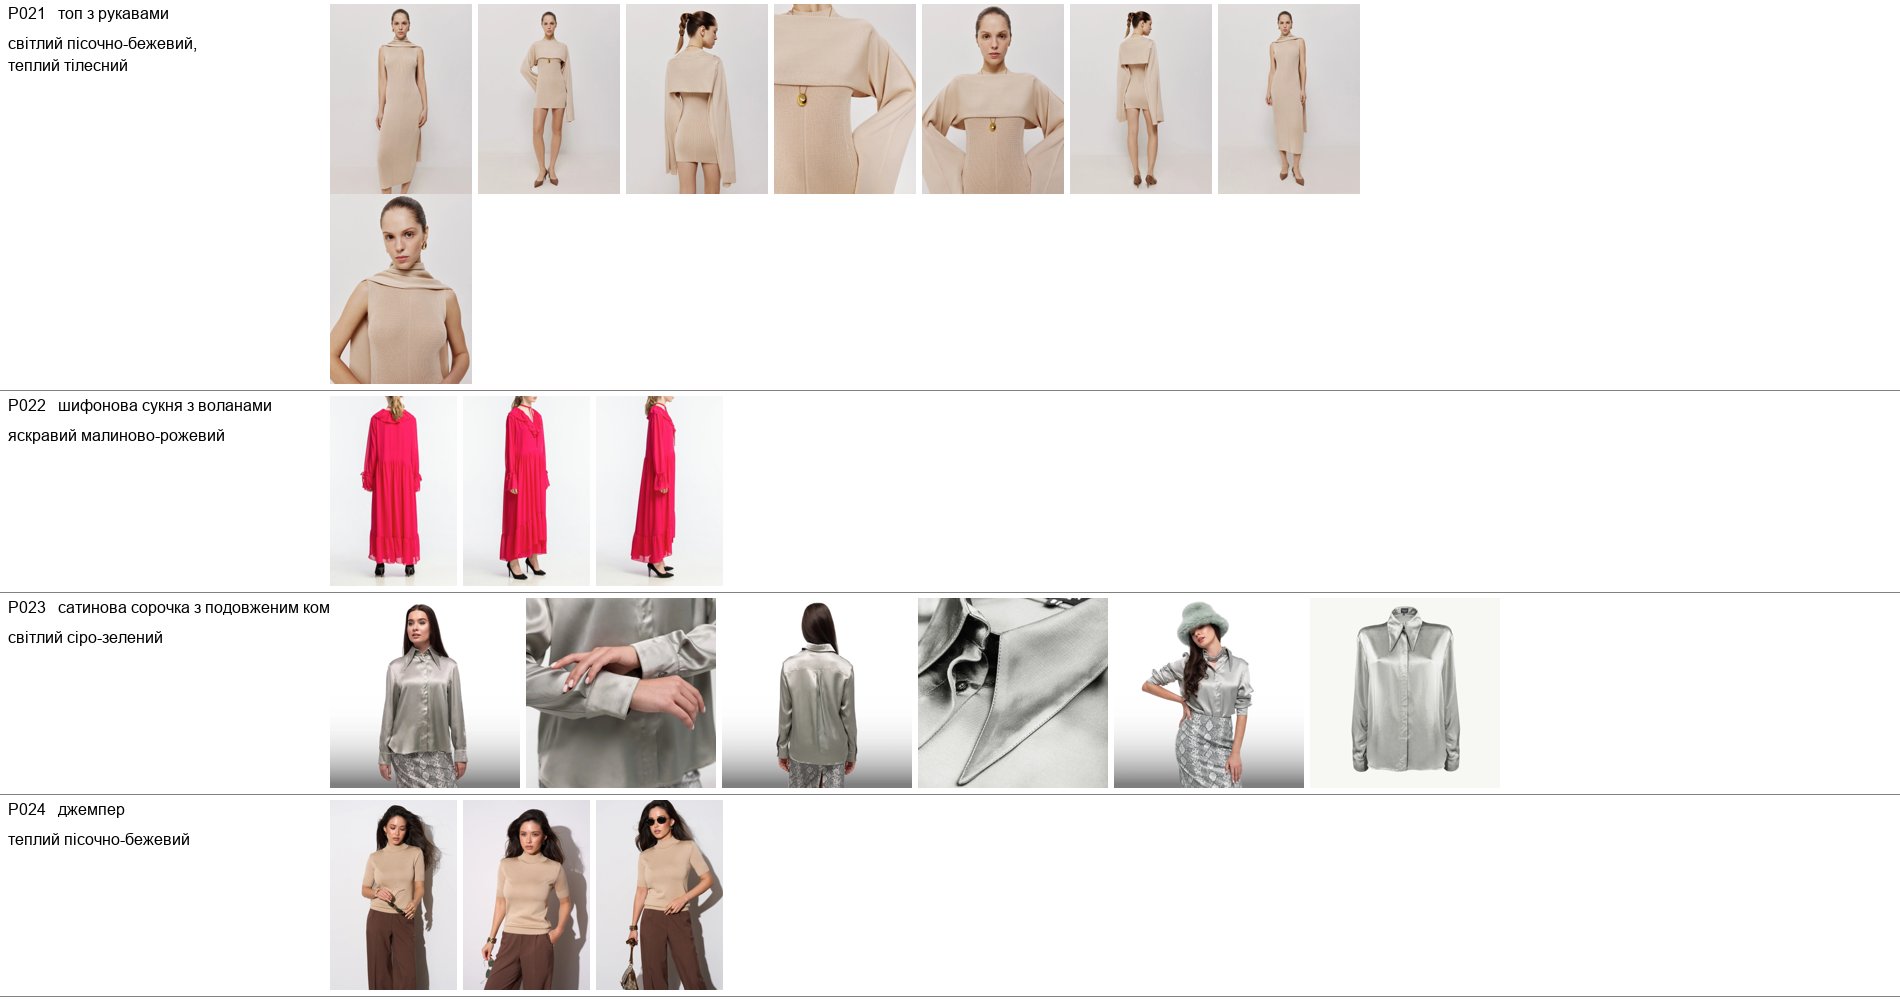 P021 топ з рукавами
світлий пісочно-бежевий,
теплий тілесний
P022 шифонова сукня з воланами
яскравий малиново-рожевий
P023 сатинова сорочка з подовженим ком
світлий сіро-зелений
P024 джемпер
теплий пісочно-бежевий